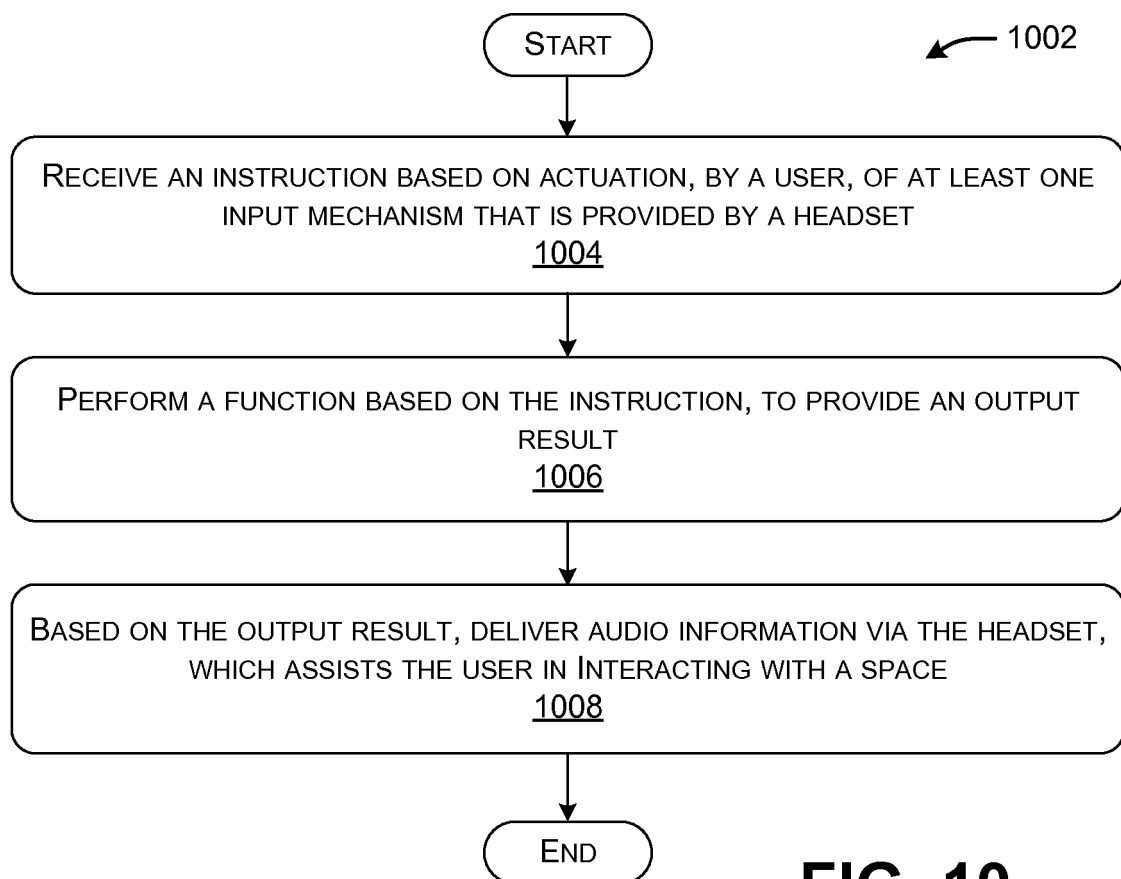 START
1002
RECEIVE AN INSTRUCTION BASED ON ACTUATION, BY A USER, OF AT LEAST ONE
INPUT MECHANISM THAT IS PROVIDED BY A HEADSET
1004
PERFORM A FUNCTION BASED ON THE INSTRUCTION, TO PROVIDE AN OUTPUT
RESULT
1006
BASED ON THE OUTPUT RESULT, DELIVER AUDIO INFORMATION VIA THE HEADSET,
WHICH ASSISTS THE USER IN INTERACTING WITH A SPACE
1008
END
FIG. 10